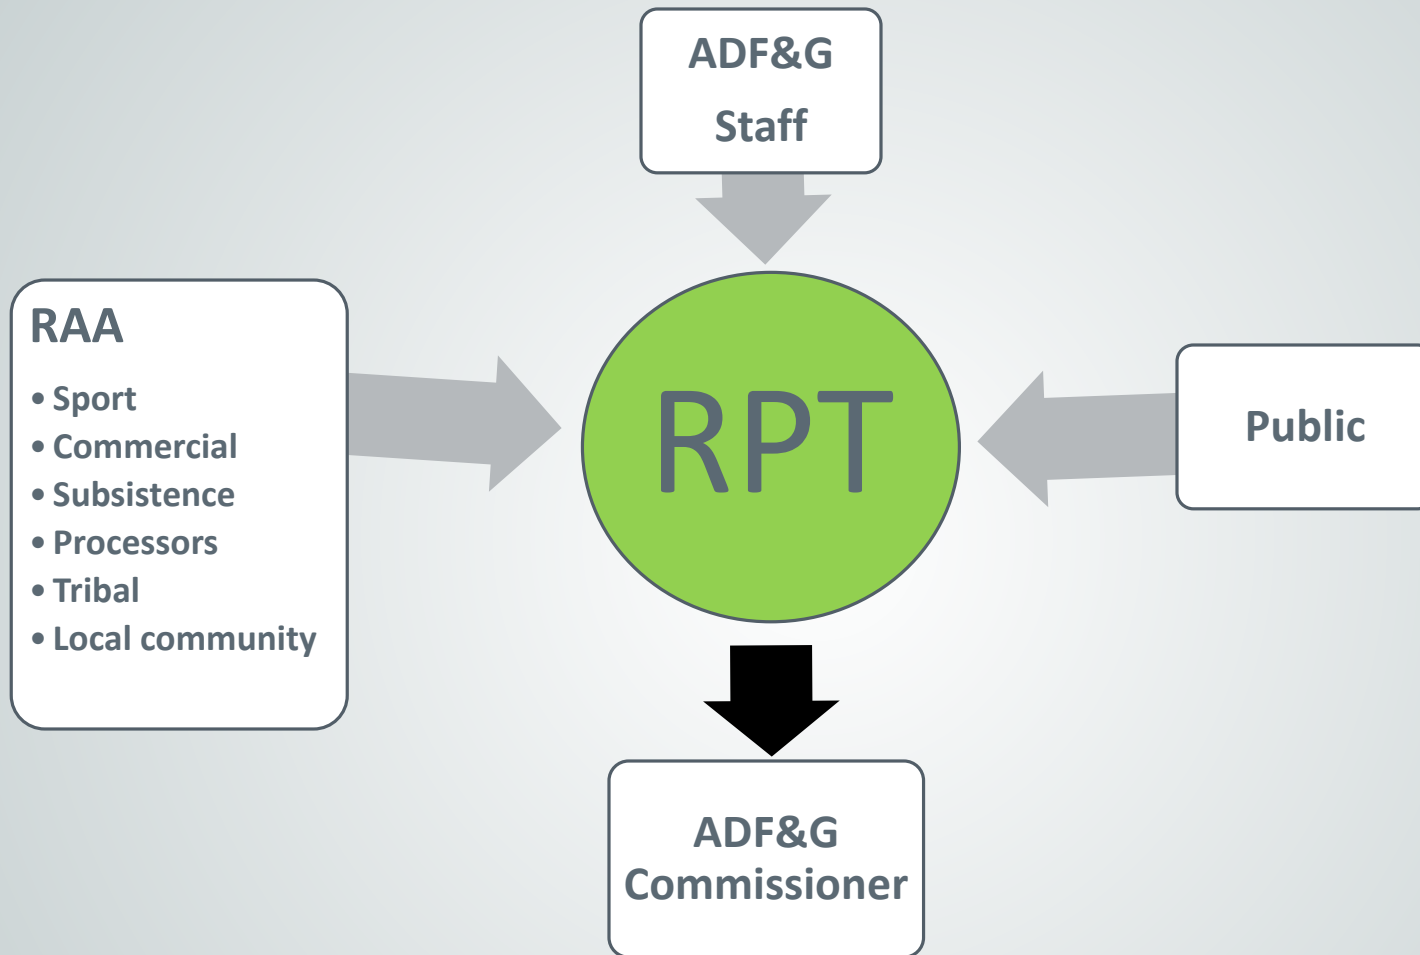 ADF&G
Staff
RAA
• Sport
• Commercial
• Subsistence
• Processors
• Tribal
• Local community
RPT
Public
ADF&G
Commissioner